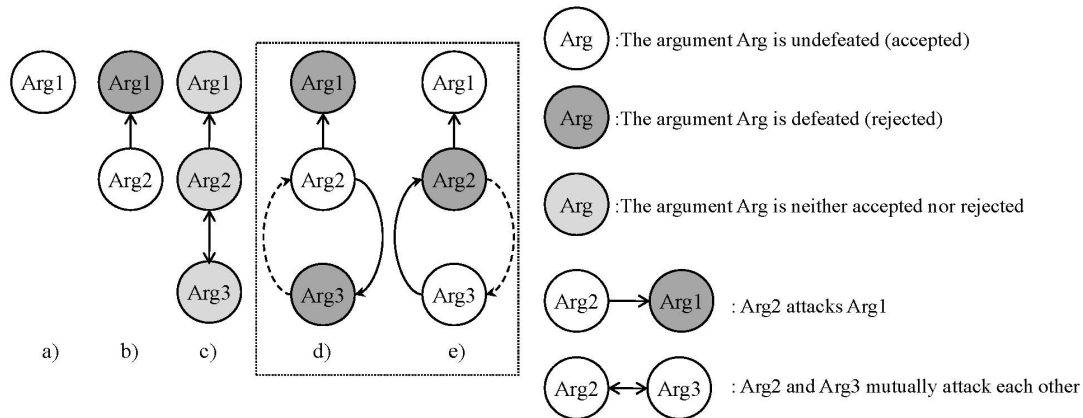 Arg1
Arg1
Arg1
Arg1
Arg1
Arg2
Arg2
Arg2
Arg2
Arg3
Arg3
Arg3
a)
b)
c)
d)
e)
Arg :The argument Arg is undefeated (accepted)
Arg :The argument Arg is defeated (rejected)
Arg :The argument Arg is neither accepted nor rejected
Arg2 Arg1 : Arg2 attacks Arg1
Arg2 Arg3 : Arg2 and Arg3 mutually attack each other